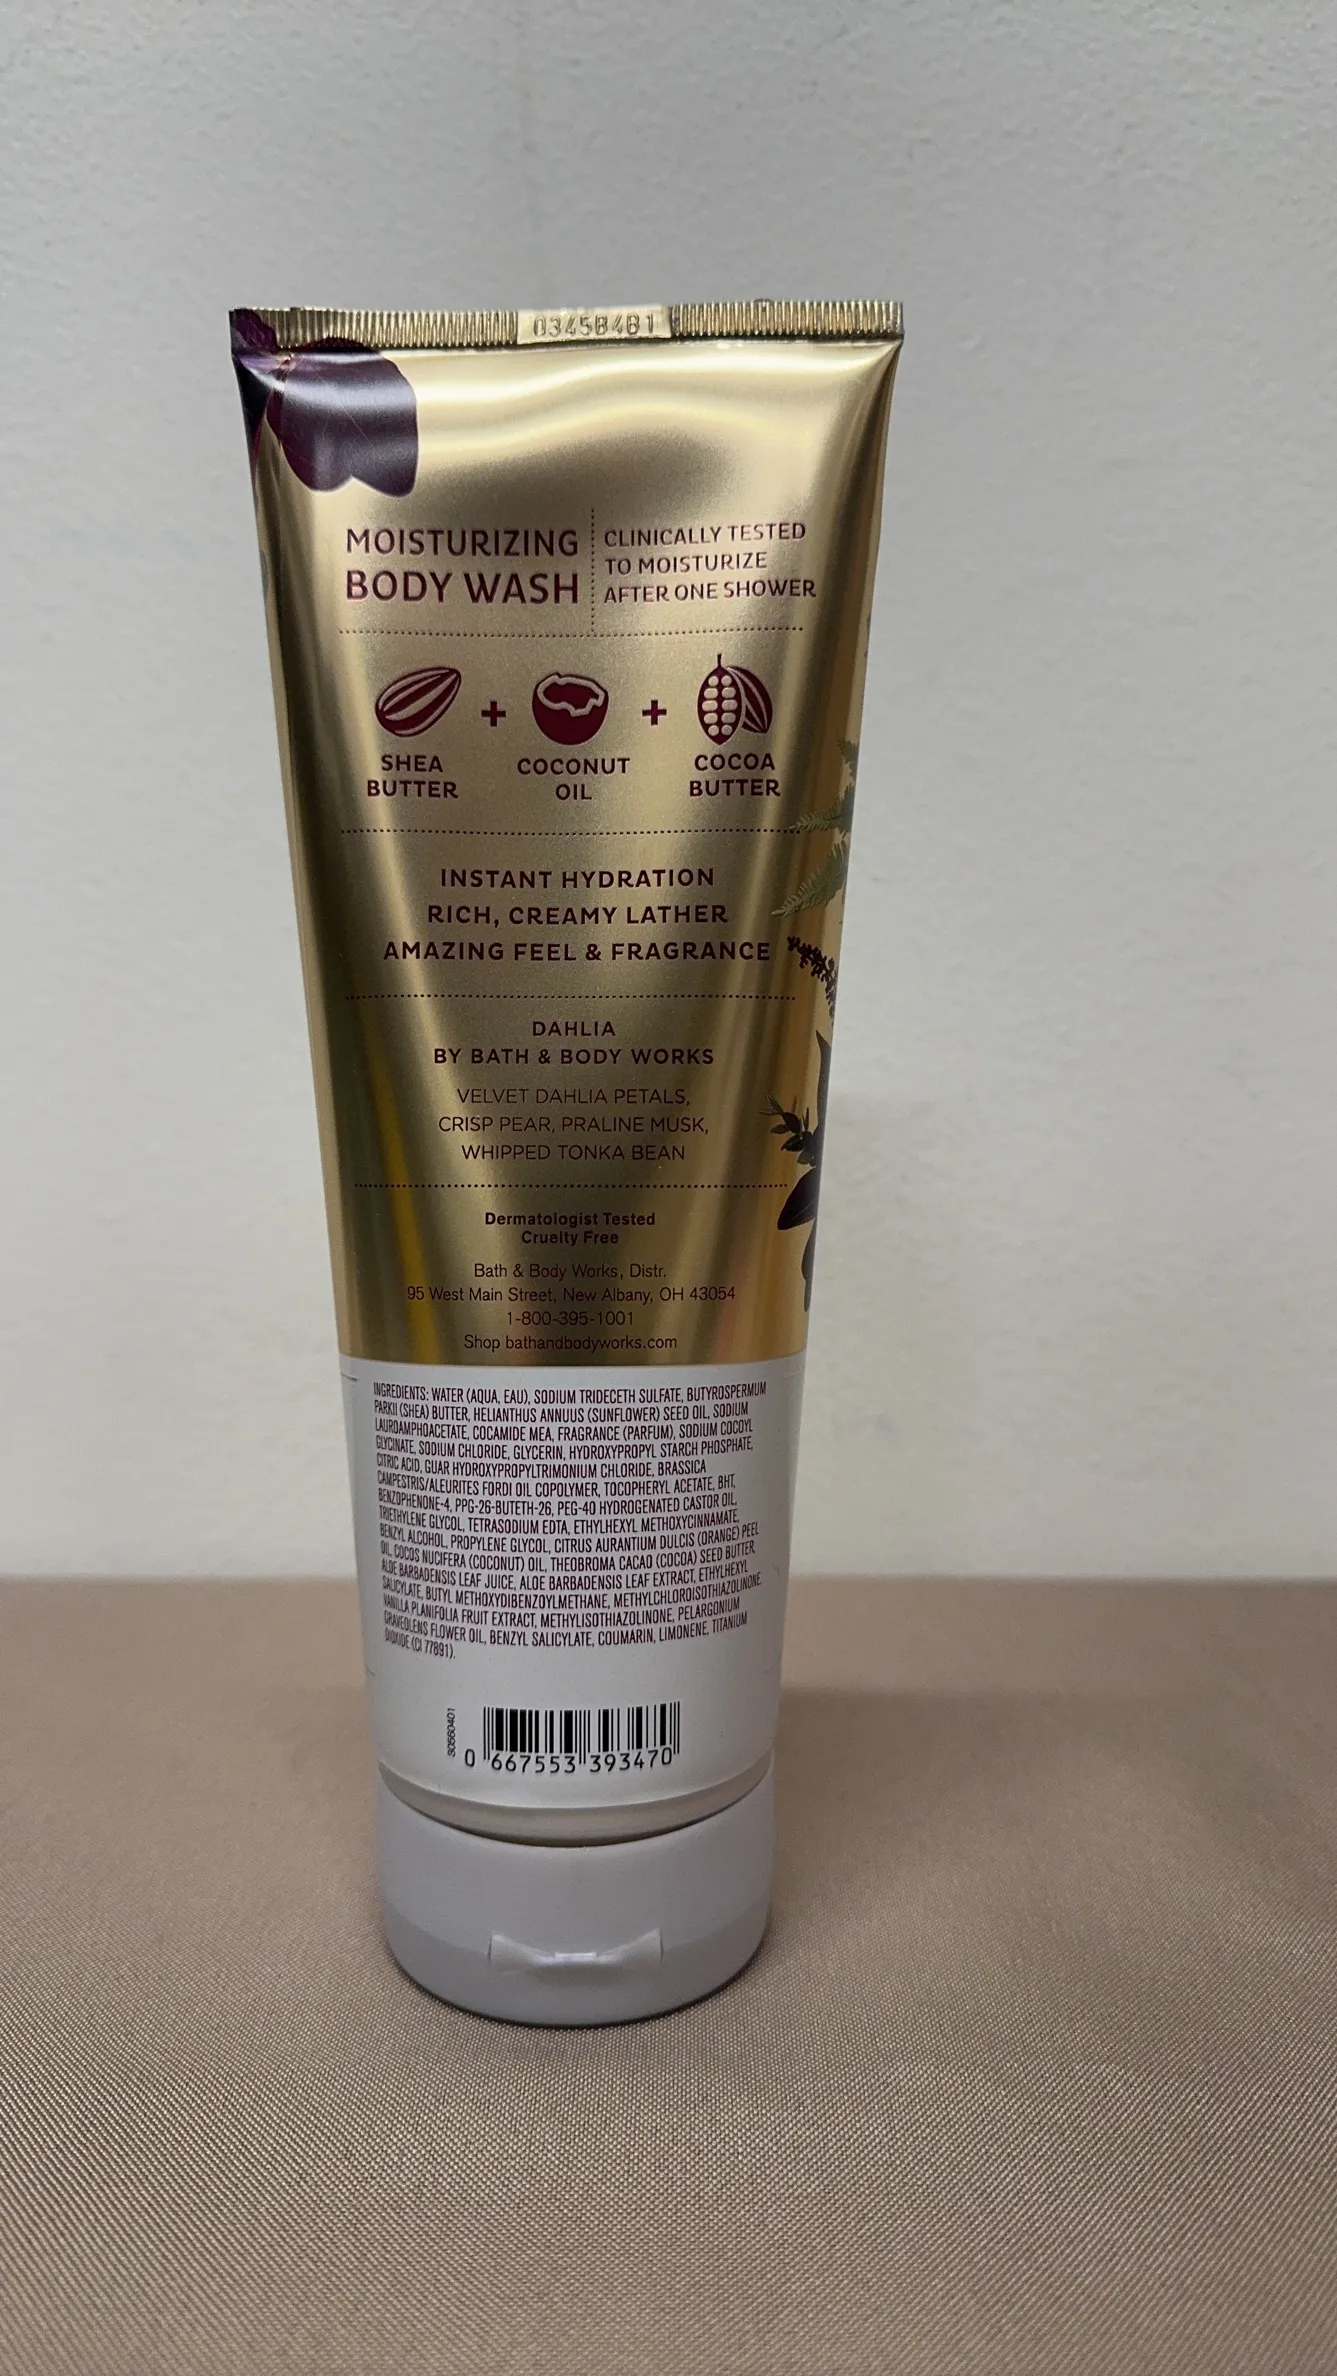 0345B4B1
MOISTURIZING
BODY WASH
CLINICALLY TESTED
TO MOISTURIZE
AFTER ONE SHOWER
SHEA
BUTTER
+
COCONUT
OIL
+
COCOA
BUTTER
INSTANT HYDRATION
RICH, CREAMY LATHER
AMAZING FEEL & FRAGRANCE
DAHLIA
BY BATH & BODY WORKS
VELVET DAHLIA PETALS,
CRISP PEAR, PRALINE MUSK,
WHIPPED TONKA BEAN
Dermatologist Tested
Cruelty Free
Bath & Body Works, Distr.
95 West Main Street, New Albany, OH 43054
1-800-395-1001
Shop bathandbodyworks.com
INGREDIENTS: WATER (AQUA, EAU), SODIUM TRIDECETH SULFATE, BUTYROSPERMUM
PARKII (SHEA) BUTTER, HELIANTHUS ANNUUS (SUNFLOWER) SEED OIL, SODIUM
LAUROAMPHOACETATE, COCAMIDE MEA, FRAGRANCE (PARFUM), SODIUM COCOYL
GLYCINATE, SODIUM CHLORIDE, GLYCERIN, HYDROXYPROPYL STARCH PHOSPHATE,
CITRIC ACID, GUAR HYDROXYPROPYLTRIMONIUM CHLORIDE, BRASSICA
CAMPESTRIS/ALEURITES FORDI OIL COPOLYMER, TOCOPHERYL ACETATE, BHT,
BENZOPHENONE-4, PPG-26-BUTETH-26, PEG-40 HYDROGENATED CASTOR OIL,
TRIETHYLENE GLYCOL, TETRASODIUM EDTA, ETHYLHEXYL METHOXYCINNAMATE,
BENZYL ALCOHOL, PROPYLENE GLYCOL, CITRUS AURANTIUM DULCIS (ORANGE) PEEL
OIL, COCOS NUCIFERA (COCONUT) OIL, THEOBROMA CACAO (COCOA) SEED BUTTER,
ALOE BARBADENSIS LEAF JUICE, ALOE BARBADENSIS LEAF EXTRACT, ETHYLHEXYL
SALICYLATE, BUTYL METHOXYDIBENZOYLMETHANE, METHYLCHLOROISOTHIAZOLINONE,
VANILLA PLANIFOLIA FRUIT EXTRACT, METHYLISOTHIAZOLINONE, PELARGONIUM
GRAVEOLENS FLOWER OIL, BENZYL SALICYLATE, COUMARIN, LIMONENE, TITANIUM
DIOXIDE (CI 77891).
30560401
0 667553 393470